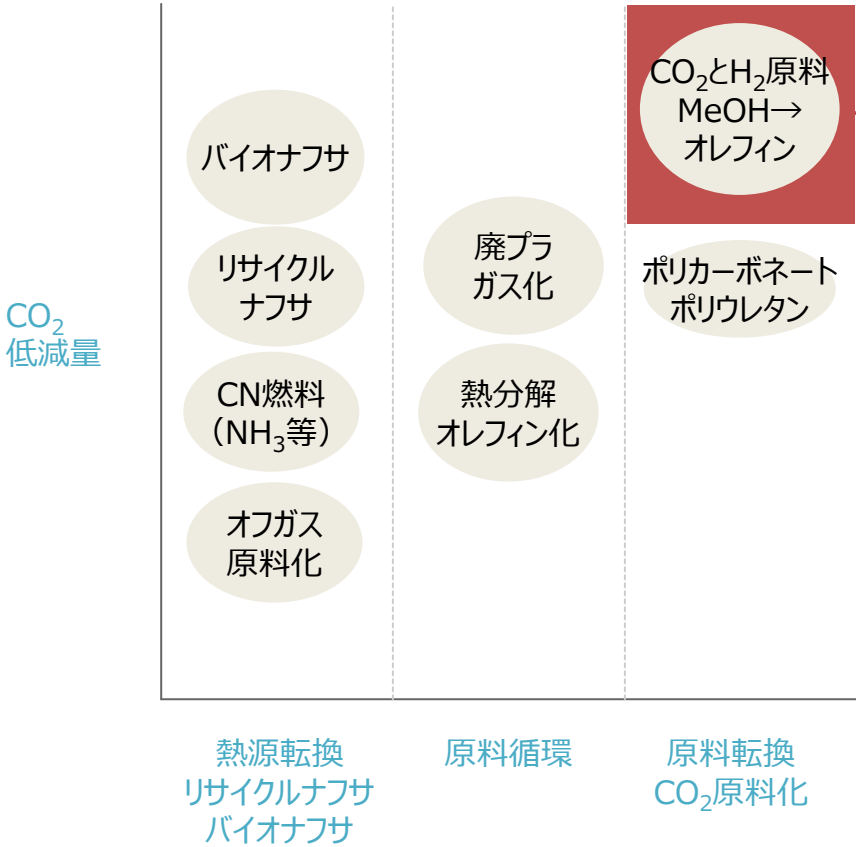 CO₂
低減量
バイオナフサ
リサイクル
ナフサ
CN燃料
（NH₃等）
オフガス
原料化
廃プラ
ガス化
熱分解
オレフィン化
CO₂とH₂原料
MeOH→
オレフィン
ポリカーボネート
ポリウレタン
熱源転換
リサイクルナフサ
バイオナフサ
原料循環
原料転換
CO₂原料化